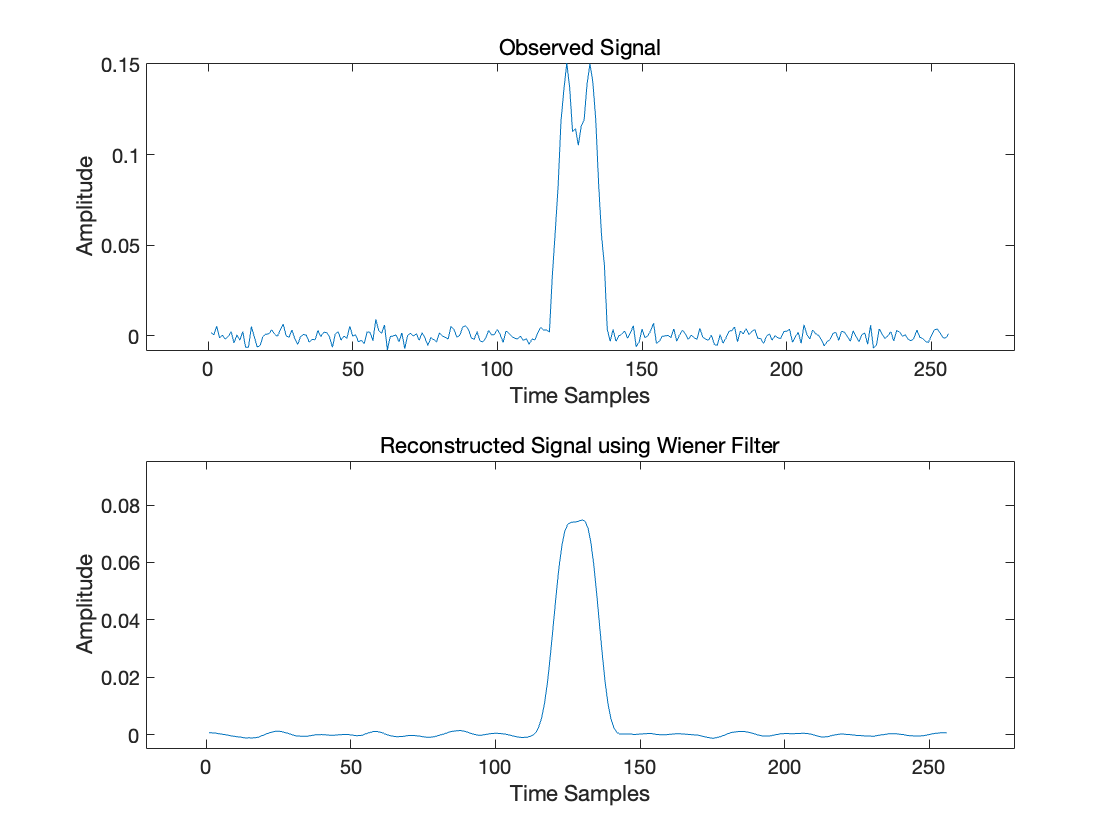 Observed Signal
0.15
0.1
0.05
0
Amplitude
0 50 100 150 200 250
Time Samples
Reconstructed Signal using Wiener Filter
0.08
0.06
0.04
0.02
0
Amplitude
0 50 100 150 200 250
Time Samples